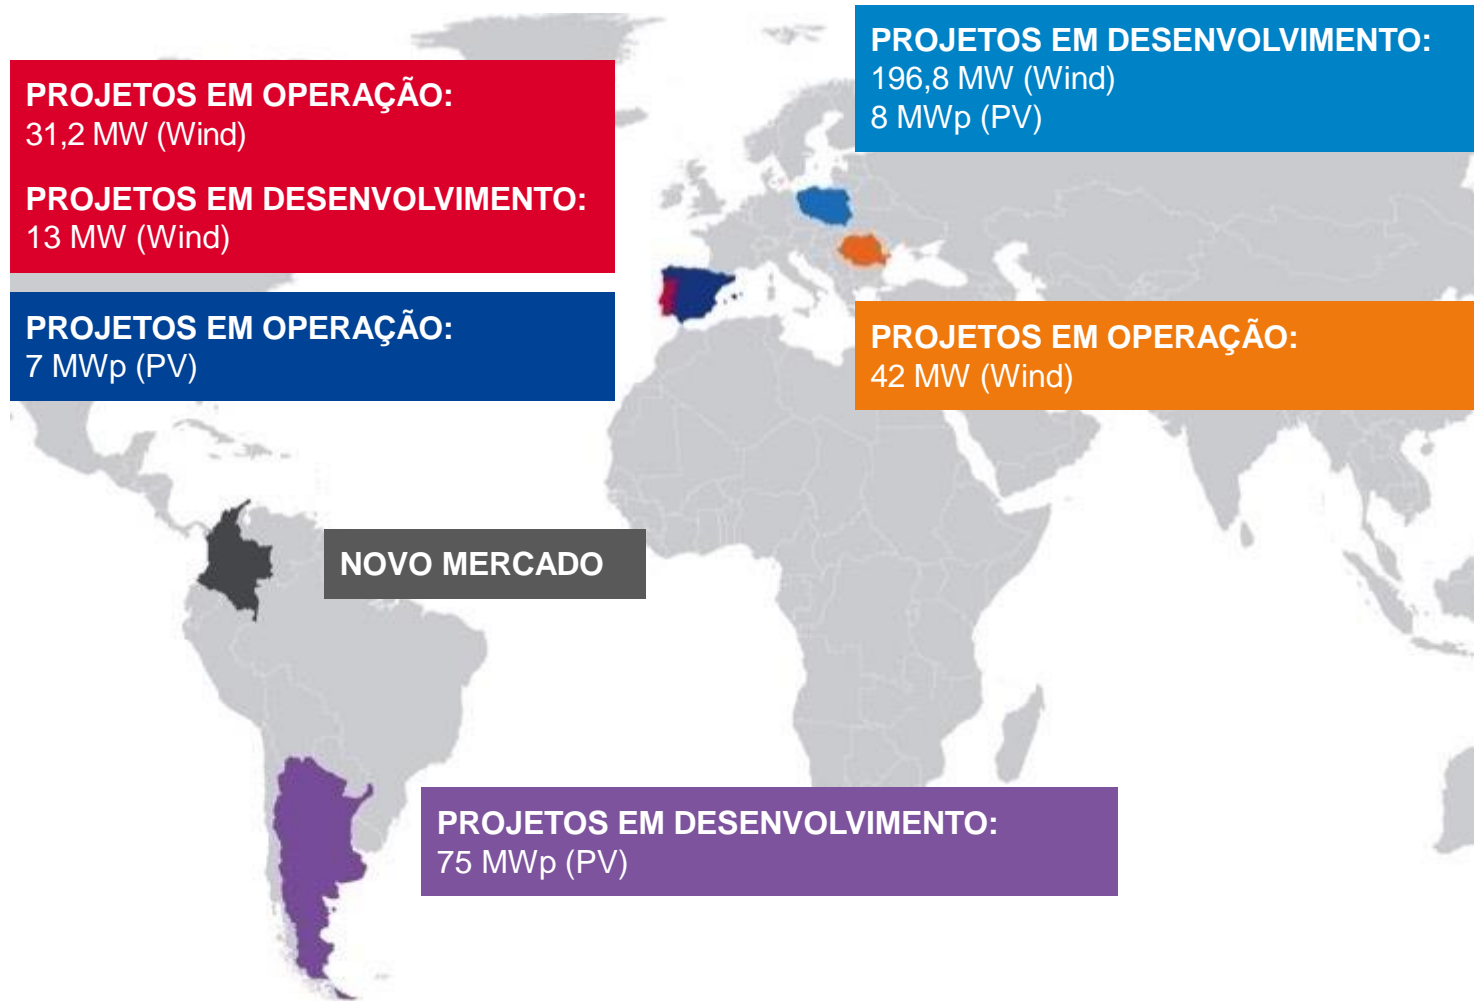 PROJETOS EM OPERAÇÃO:
31,2 MW (Wind)
PROJETOS EM DESENVOLVIMENTO:
13 MW (Wind)
PROJETOS EM OPERAÇÃO:
7 MWp (PV)
PROJETOS EM DESENVOLVIMENTO:
196,8 MW (Wind)
8 MWp (PV)
PROJETOS EM OPERAÇÃO:
42 MW (Wind)
NOVO MERCADO
PROJETOS EM DESENVOLVIMENTO:
75 MWp (PV)